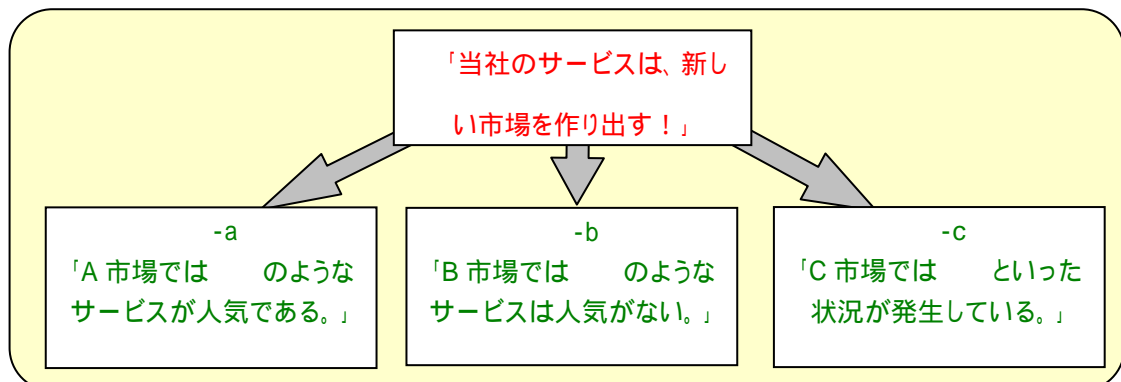 「当社のサービスは、新し
い市場を作り出す！」
-a
「A 市場では　　のような
サービスが人気である。」
-b
「B 市場では　　のような
サービスは人気がない。」
-c
「C 市場では　　といった
状況が発生している。」